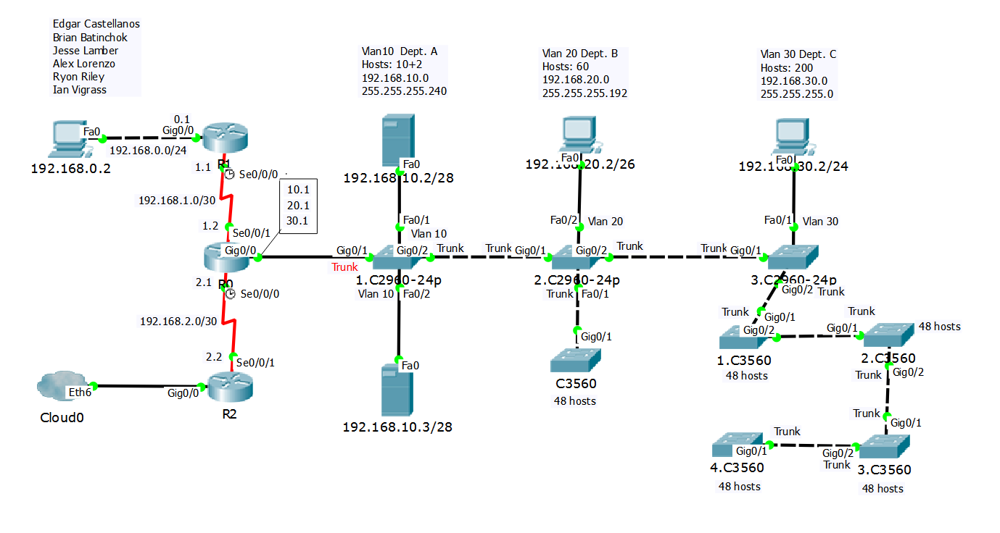 Edgar Castellanos
Brian Batinchok
Jesse Lamber
Alex Lorenzo
Ryon Riley
Ian Vigrass
Vlan10 Dept. A
Hosts: 10+2
192.168.10.0
255.255.255.240
Vlan 20 Dept. B
Hosts: 60
192.168.20.0
255.255.255.192
Vlan 30 Dept. C
Hosts: 200
192.168.30.0
255.255.255.0
Fa0
192.168.0.2
0.1
Gig0/0
192.168.0.0/24
R1
1.1
Se0/0/0
192.168.1.0/30
1.2
Se0/0/1
10.1
20.1
30.1
Gig0/0
R0
2.1
Se0/0/0
192.168.2.0/30
2.2
Se0/0/1
Eth6
Cloud0
Gig0/0
R2
Fa0
192.168.10.2/28
Fa0/1
Vlan 10
Gig0/1
Trunk
Gig0/2
Trunk
1.C2960-24p
Vlan 10
Fa0/2
Fa0
192.168.10.3/28
Fa0
192.168.20.2/26
Fa0/2
Vlan 20
Trunk
Gig0/1
Gig0/2
Trunk
2.C2960-24p
Trunk
Fa0/1
Gig0/1
C3560
48 hosts
Fa0
192.168.30.2/24
Fa0/1
Vlan 30
Trunk
Gig0/1
3.C2960-24p
Gig0/2
Trunk
Trunk
Gig0/1
Gig0/2
1.C3560
48 hosts
Trunk
Gig0/1
48 hosts
2.C3560
Trunk
Gig0/2
Trunk
Gig0/1
Trunk
Gig0/1
Gig0/2
Trunk
4.C3560
48 hosts
3.C3560
48 hosts